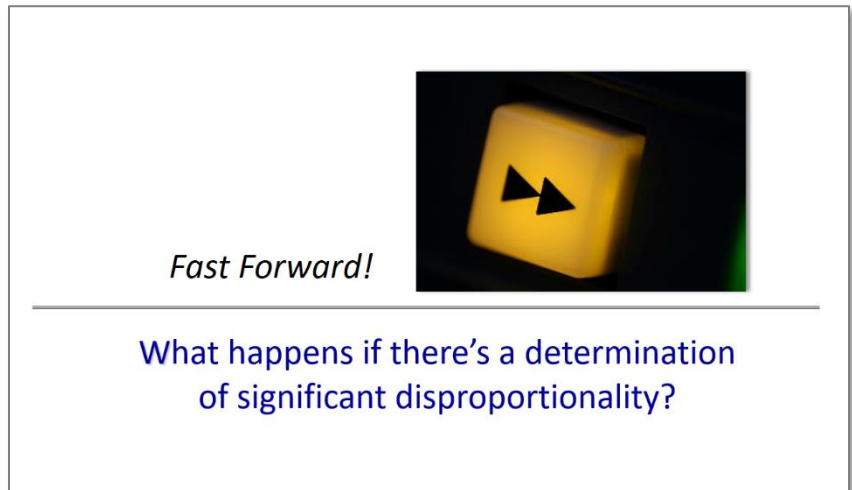 Fast Forward!
What happens if there’s a determination
of significant disproportionality?